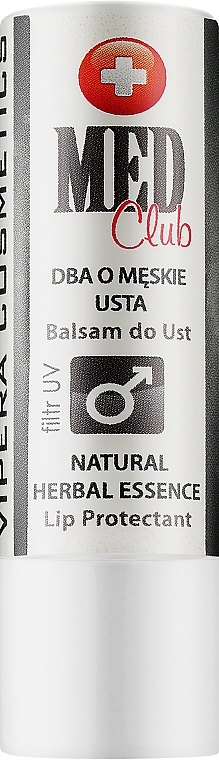 MED
Club
DBA O MĘSKIE
USTA
Balsam do Ust
filtr UV
NATURAL
HERBAL ESSENCE
Lip Protectant
VIPERA COSMETICS